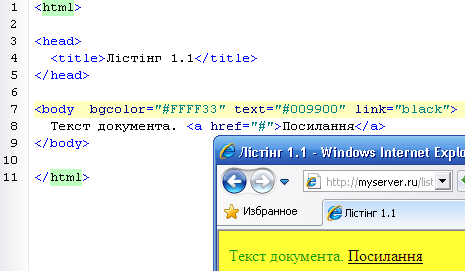 1 <html>
2
3 <head>
4 <title>Лістінг 1.1</title>
5 </head>
6
7 <body bgcolor="#FFFF33" text="#009900" link="black">
8 Текст документа. <a href="#">Посилання</a>
9 </body>
10
11 </html>
Лістінг 1.1 - Windows Internet Explo
http://myserver.ru/list
Избранное Лістінг 1.1
Текст документа. Посилання